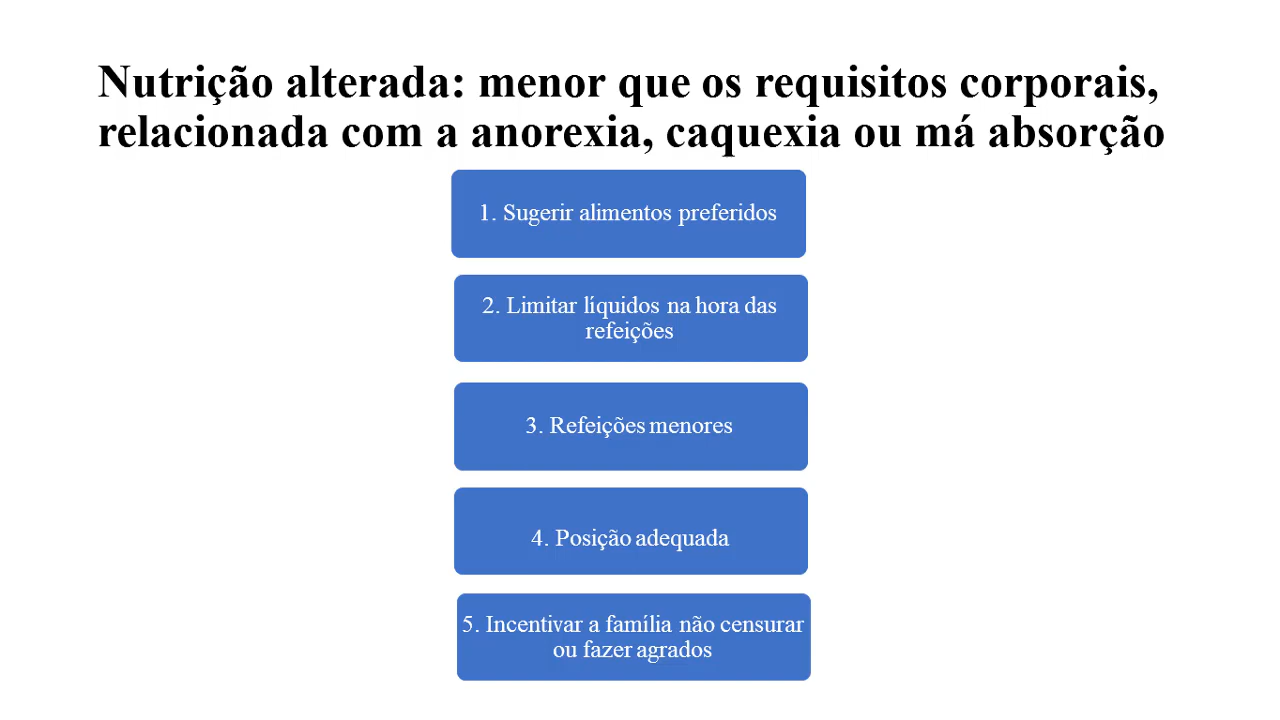 Nutrição alterada: menor que os requisitos corporais,
relacionada com a anorexia, caquexia ou má absorção
1. Sugerir alimentos preferidos
2. Limitar líquidos na hora das
refeições
3. Refeições menores
4. Posição adequada
5. Incentivar a família não censurar
ou fazer agrados